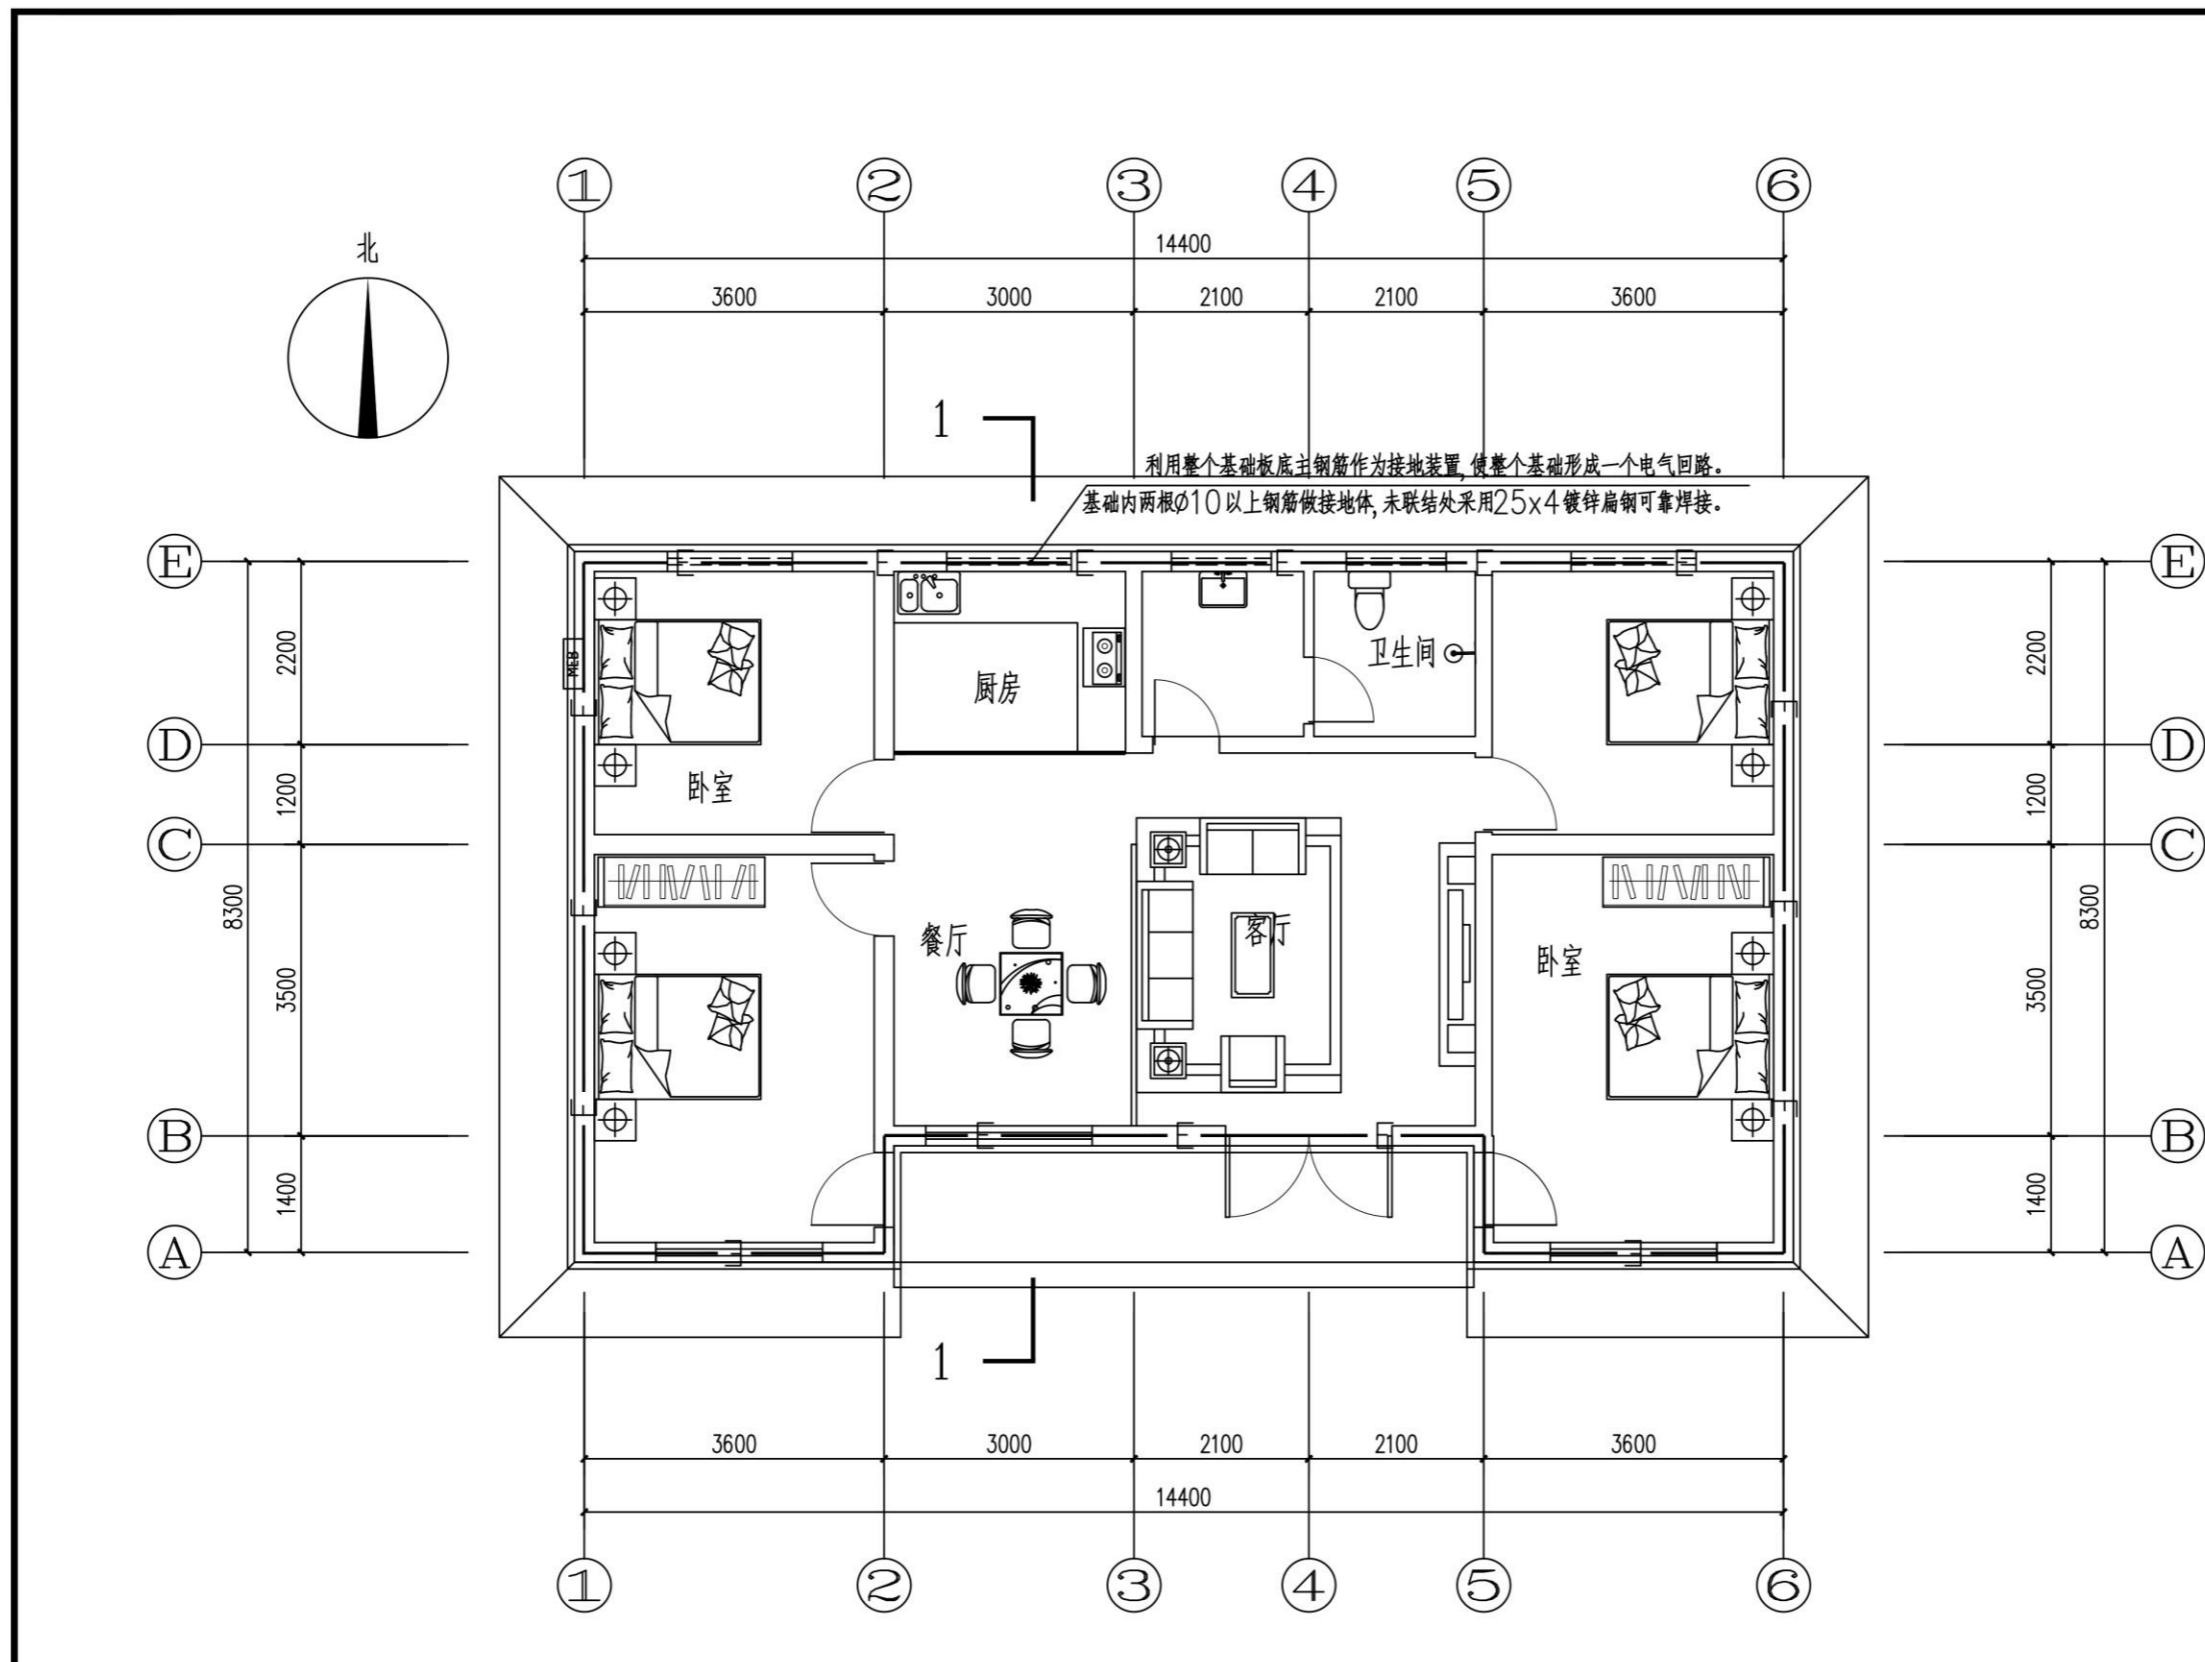 ① ② ③ ④ ⑤ ⑥
北
14400
3600 3000 2100 2100 3600
1
利用整个基础板底主钢筋作为接地装置,使整个基础形成一个电气回路。
基础内两根Ø10以上钢筋做接地体,未联结处采用25x4镀锌扁钢可靠焊接。
Ⓔ Ⓔ
2200 2200
MEB
卫生间
厨房
Ⓓ Ⓓ
卧室
1200 1200
Ⓒ Ⓒ
8300 8300
餐厅 客厅 卧室
3500 3500
Ⓑ Ⓑ
1400 1400
Ⓐ Ⓐ
1
3600 3000 2100 2100 3600
14400
① ② ③ ④ ⑤ ⑥